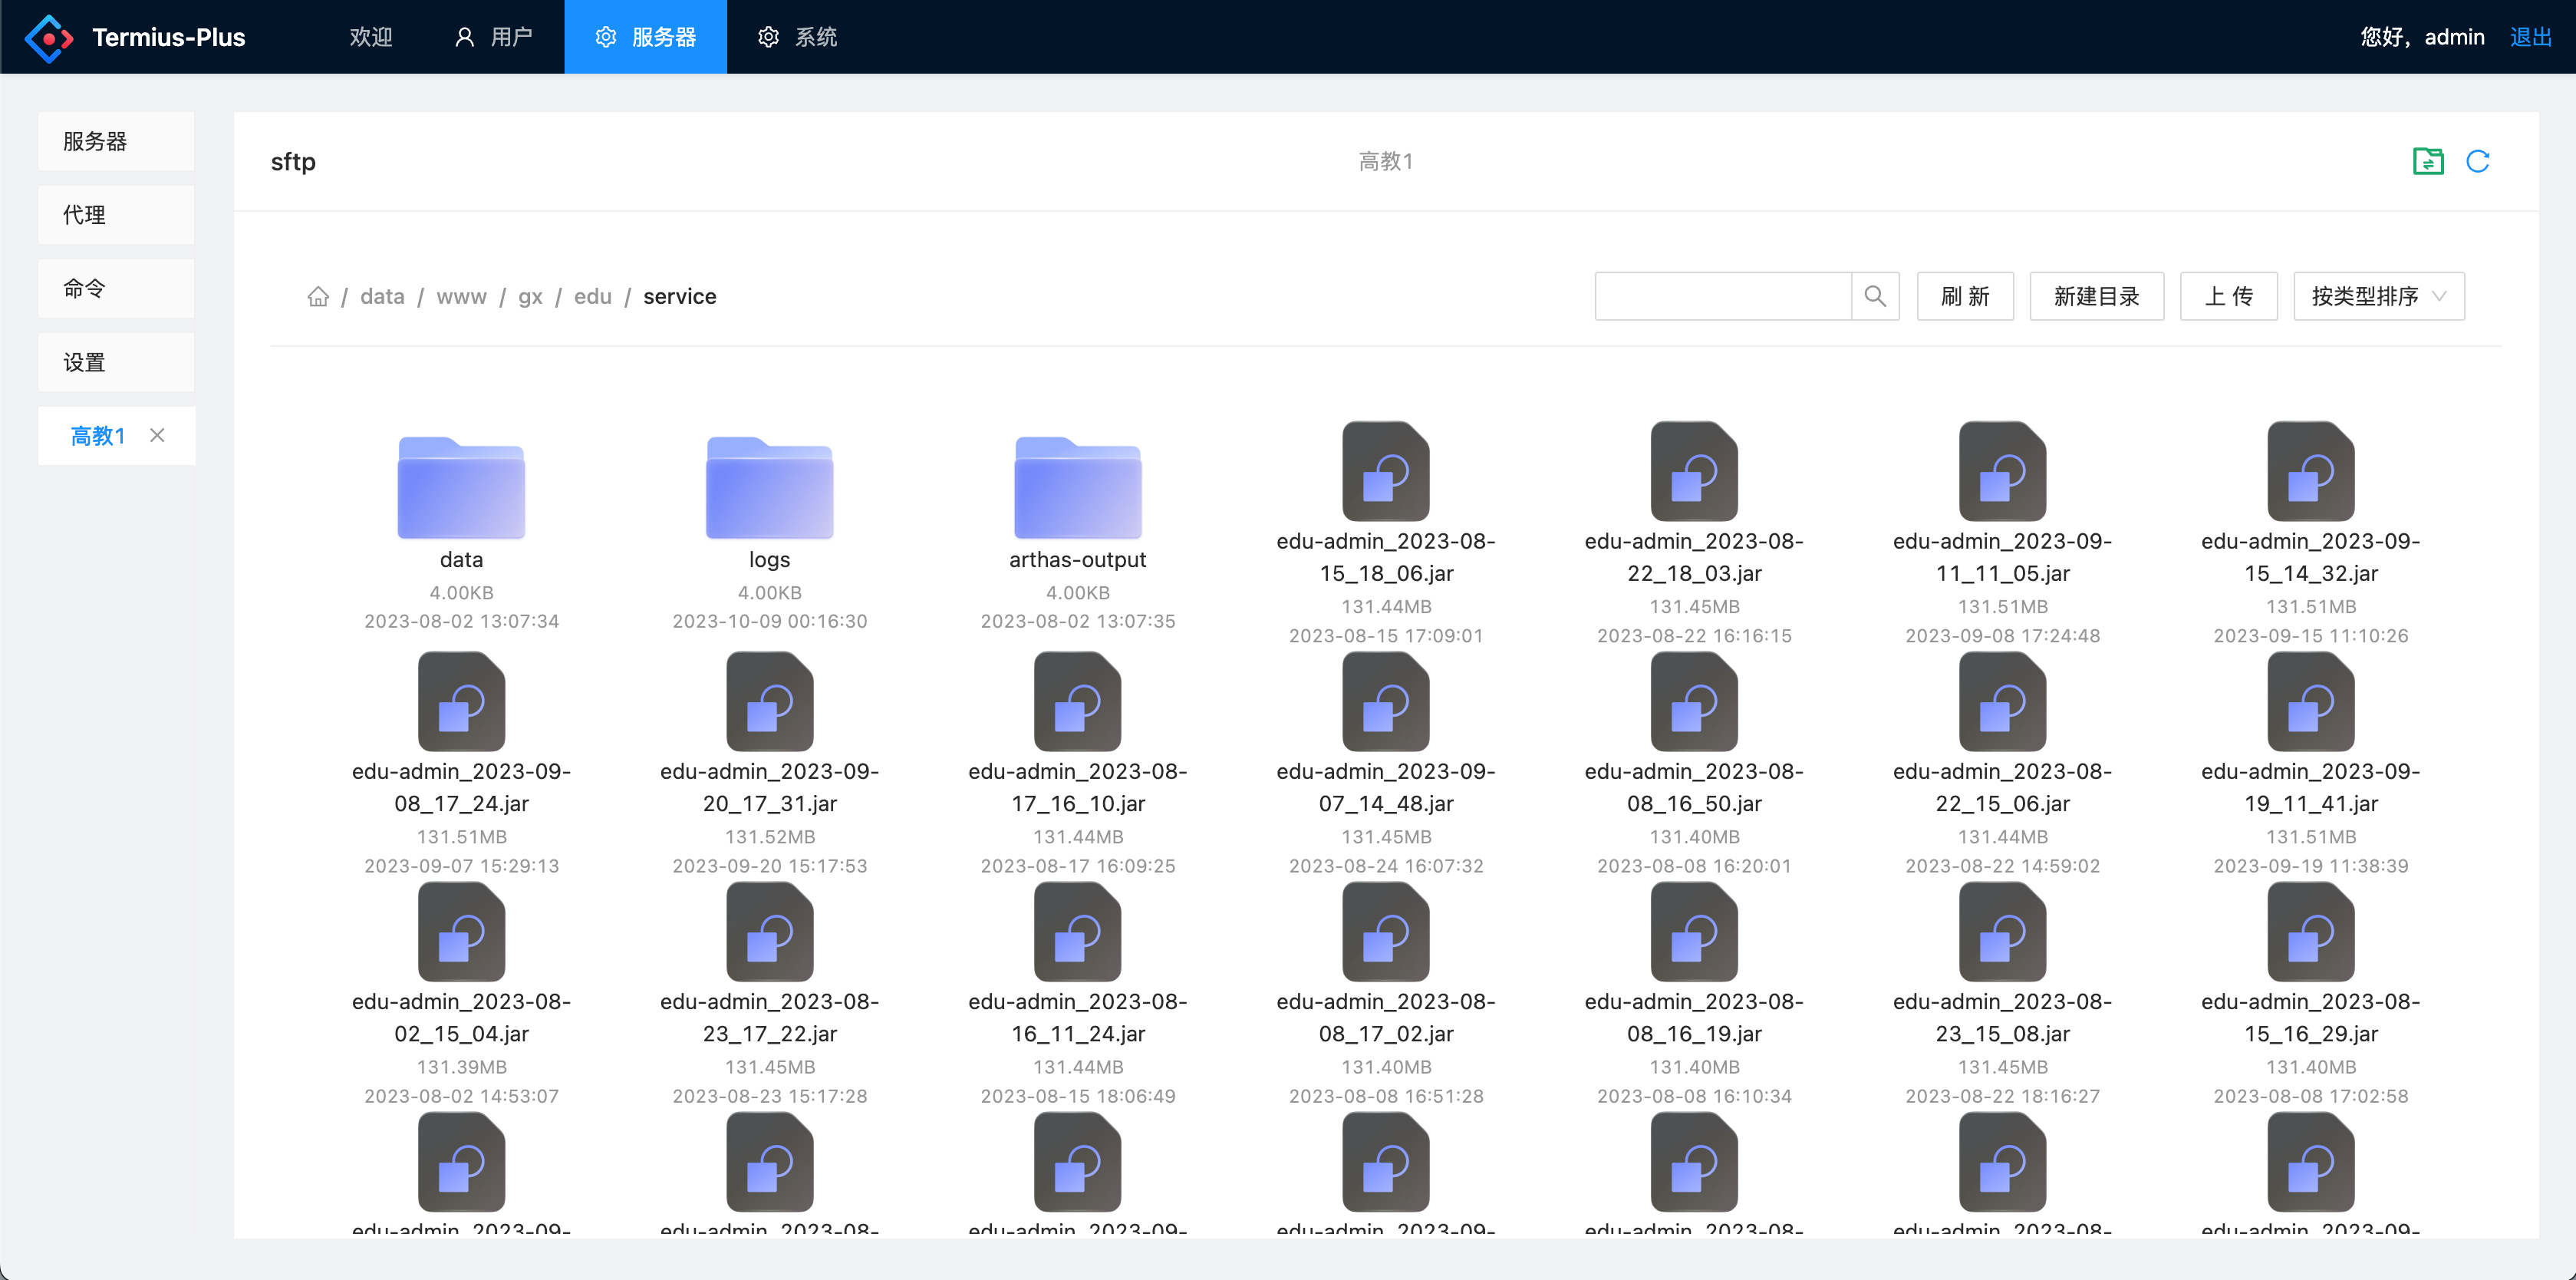 Termius-Plus 欢迎 用户 服务器 系统 您好，admin 退出
服务器
代理
命令
设置
高教1
sftp 高教1
/ data / www / gx / edu / service 刷 新 新建目录 上 传 按类型排序
data
4.00KB
2023-08-02 13:07:34
logs
4.00KB
2023-10-09 00:16:30
arthas-output
4.00KB
2023-08-02 13:07:35
edu-admin_2023-08-
15_18_06.jar
131.44MB
2023-08-15 17:09:01
edu-admin_2023-08-
22_18_03.jar
131.45MB
2023-08-22 16:16:15
edu-admin_2023-09-
11_11_05.jar
131.51MB
2023-09-08 17:24:48
edu-admin_2023-09-
15_14_32.jar
131.51MB
2023-09-15 11:10:26
edu-admin_2023-09-
08_17_24.jar
131.51MB
2023-09-07 15:29:13
edu-admin_2023-09-
20_17_31.jar
131.52MB
2023-09-20 15:17:53
edu-admin_2023-08-
17_16_10.jar
131.44MB
2023-08-17 16:09:25
edu-admin_2023-09-
07_14_48.jar
131.45MB
2023-08-24 16:07:32
edu-admin_2023-08-
08_16_50.jar
131.40MB
2023-08-08 16:20:01
edu-admin_2023-08-
22_15_06.jar
131.44MB
2023-08-22 14:59:02
edu-admin_2023-09-
19_11_41.jar
131.51MB
2023-09-19 11:38:39
edu-admin_2023-08-
02_15_04.jar
131.39MB
2023-08-02 14:53:07
edu-admin_2023-08-
23_17_22.jar
131.45MB
2023-08-23 15:17:28
edu-admin_2023-08-
16_11_24.jar
131.44MB
2023-08-15 18:06:49
edu-admin_2023-08-
08_17_02.jar
131.40MB
2023-08-08 16:51:28
edu-admin_2023-08-
08_16_19.jar
131.40MB
2023-08-08 16:10:34
edu-admin_2023-08-
23_15_08.jar
131.45MB
2023-08-22 18:16:27
edu-admin_2023-08-
15_16_29.jar
131.40MB
2023-08-08 17:02:58
edu-admin_2023-09-
edu-admin_2023-08-
edu-admin_2023-09-
edu-admin_2023-09-
edu-admin_2023-08-
edu-admin_2023-08-
edu-admin_2023-09-